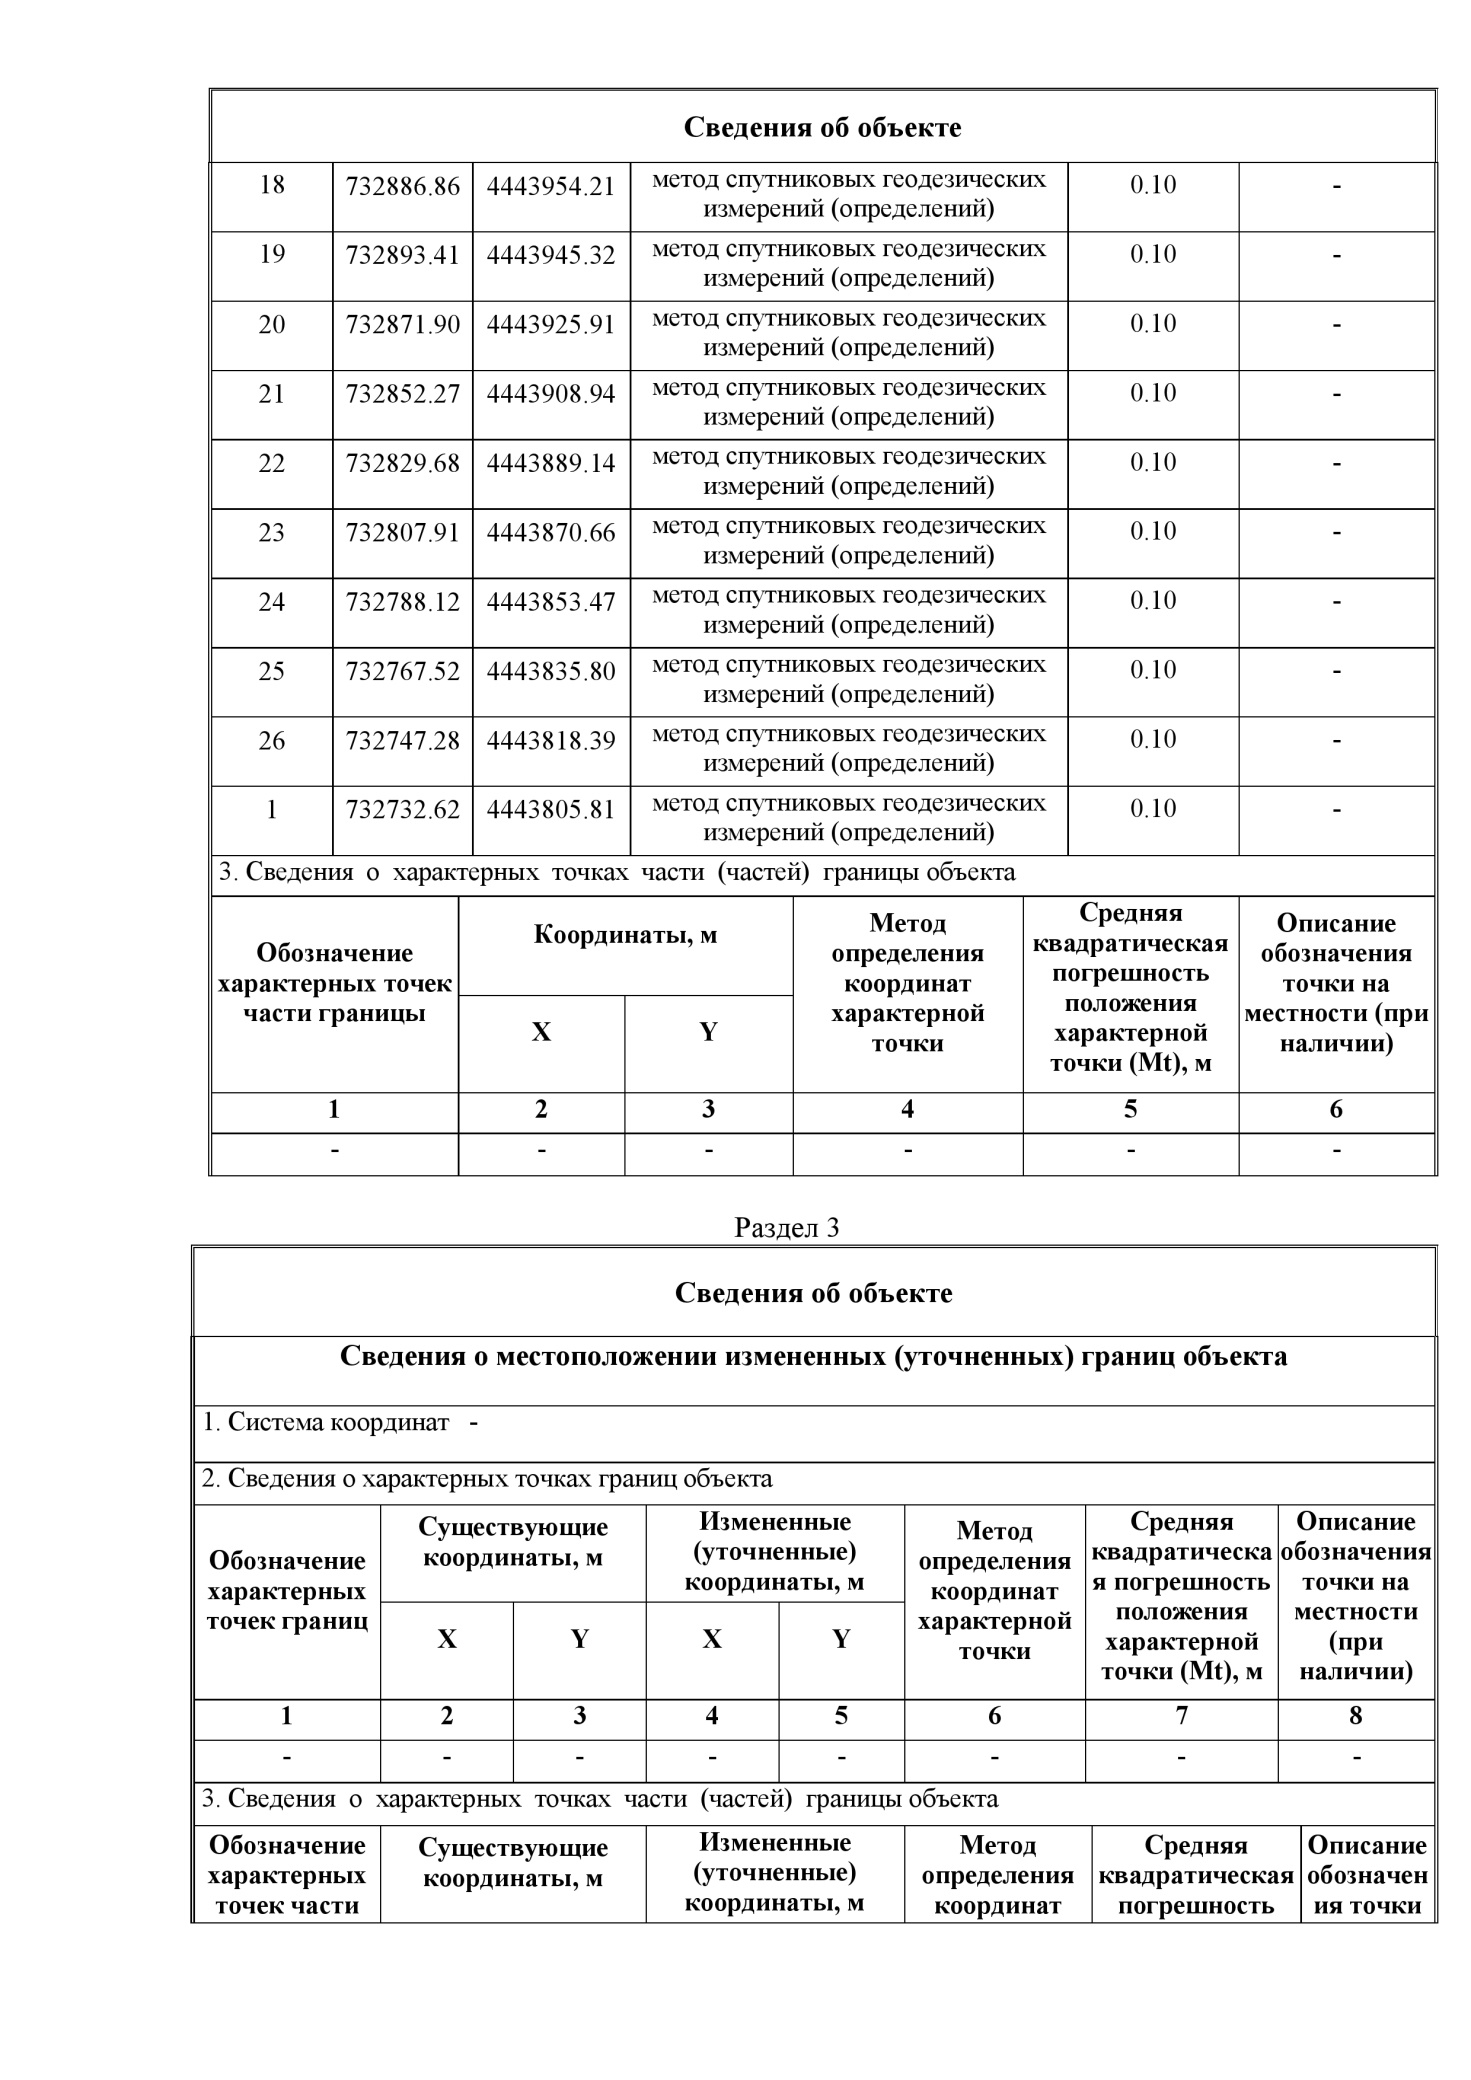 Сведения об объекте
18 732886.86 4443954.21 метод спутниковых геодезических измерений (определений) 0.10 -
19 732893.41 4443945.32 метод спутниковых геодезических измерений (определений) 0.10 -
20 732871.90 4443925.91 метод спутниковых геодезических измерений (определений) 0.10 -
21 732852.27 4443908.94 метод спутниковых геодезических измерений (определений) 0.10 -
22 732829.68 4443889.14 метод спутниковых геодезических измерений (определений) 0.10 -
23 732807.91 4443870.66 метод спутниковых геодезических измерений (определений) 0.10 -
24 732788.12 4443853.47 метод спутниковых геодезических измерений (определений) 0.10 -
25 732767.52 4443835.80 метод спутниковых геодезических измерений (определений) 0.10 -
26 732747.28 4443818.39 метод спутниковых геодезических измерений (определений) 0.10 -
1 732732.62 4443805.81 метод спутниковых геодезических измерений (определений) 0.10 -
3. Сведения о характерных точках части (частей) границы объекта
Обозначение
характерных точек
части границы
Координаты, м
X Y
Метод
определения
координат
характерной
точки
Средняя
квадратическая
погрешность
положения
характерной
точки (Mt), м
Описание
обозначения
точки на
местности (при
наличии)
1 2 3 4 5 6
- - - - - -
Раздел 3
Сведения об объекте
Сведения о местоположении измененных (уточненных) границ объекта
1. Система координат -
2. Сведения о характерных точках границ объекта
Обозначение
характерных
точек границ
Существующие
координаты, м
X Y
Измененные
(уточненные)
координаты, м
X Y
Метод
определения
координат
характерной
точки
Средняя
квадратическа
я погрешность
положения
характерной
точки (Mt), м
Описание
обозначения
точки на
местности
(при
наличии)
1 2 3 4 5 6 7 8
- - - - - - - -
3. Сведения о характерных точках части (частей) границы объекта
Обозначение
характерных
точек части
Существующие
координаты, м
Измененные
(уточненные)
координаты, м
Метод
определения
координат
Средняя
квадратическая
погрешность
Описание
обозначен
ия точки